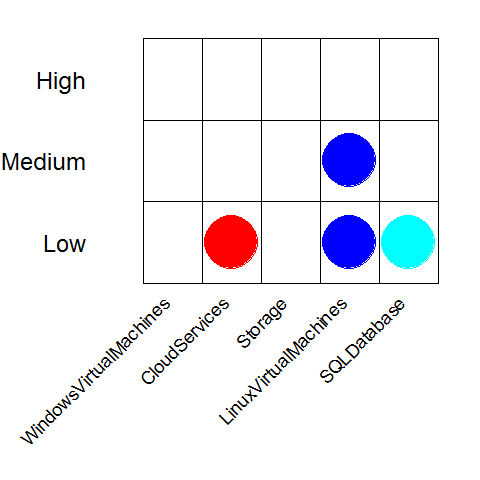 High
Medium
Low
WindowsVirtualMachines
CloudServices
Storage
LinuxVirtualMachines
SQLDatabase